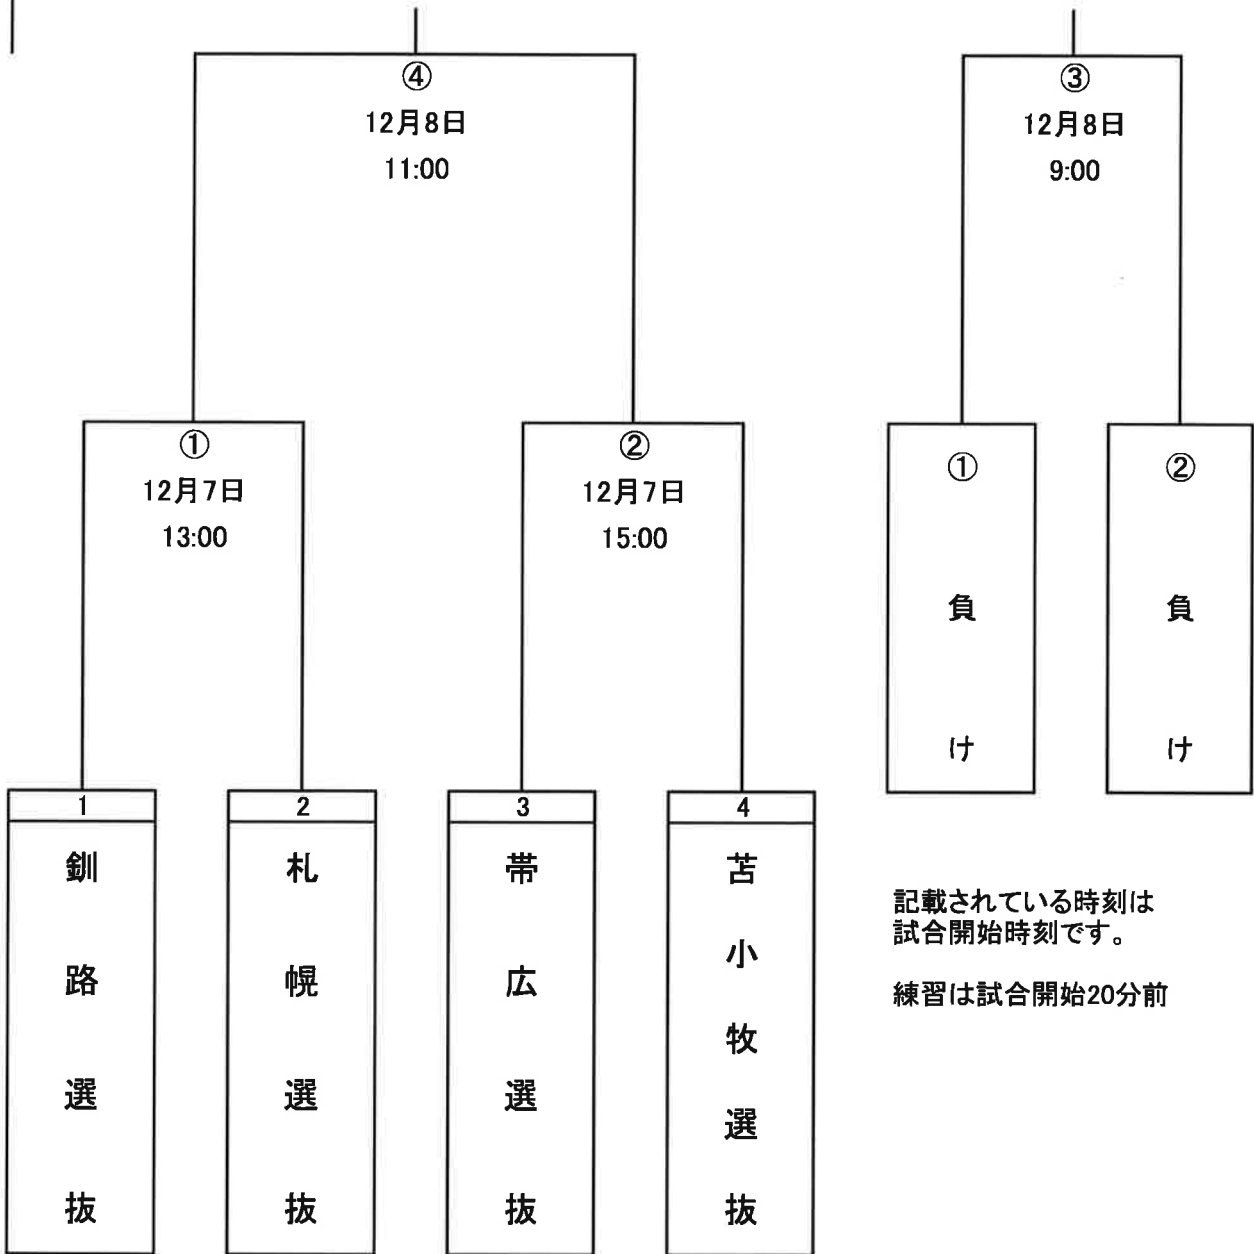 ④
12月8日
11:00
③
12月8日
9:00
①
12月7日
13:00
②
12月7日
15:00
①負け
②負け
1
釧路選抜
2
札幌選抜
3
帯広選抜
4
苫小牧選抜
記載されている時刻は
試合開始時刻です。
練習は試合開始20分前